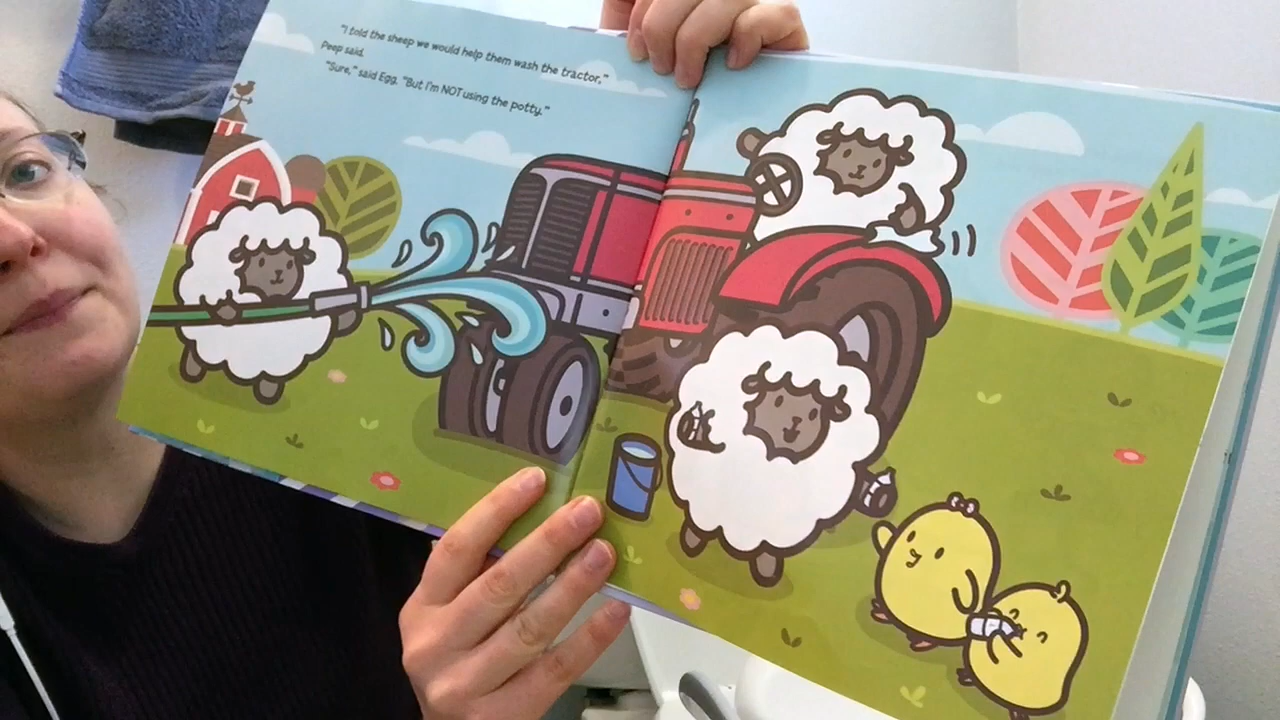 "I told the sheep we would help them wash the tractor,"
Peep said.
"Sure," said Egg. "But I'm NOT using the potty."